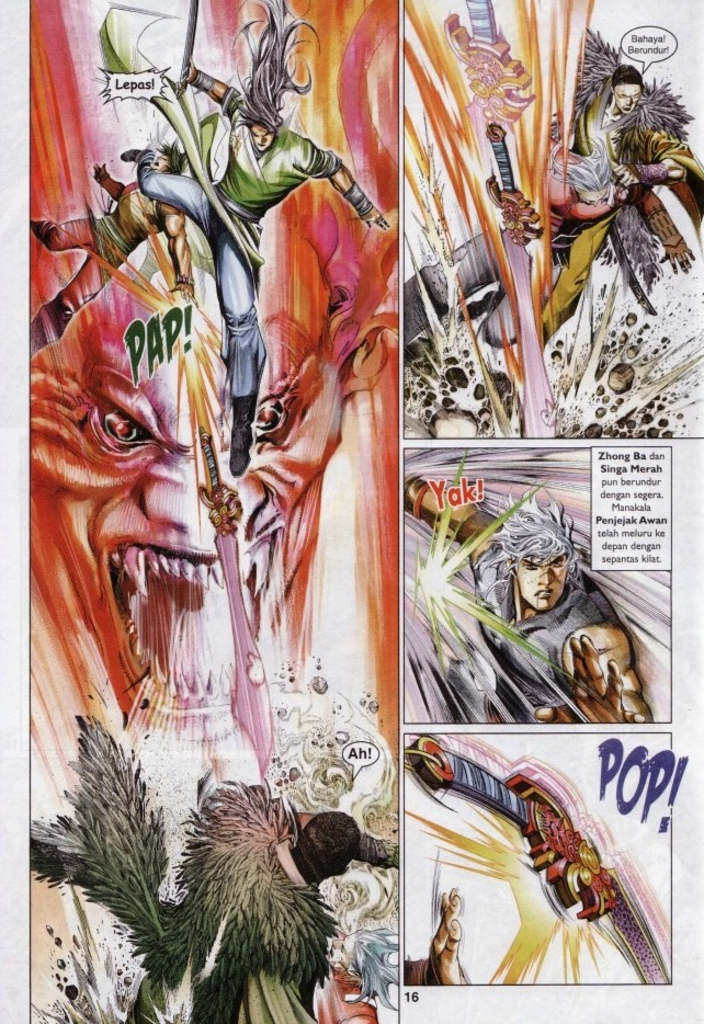 Lepas!
PAP!
Ah!
Bahaya!
Berundur!
Yak!
Zhong Ba dan
Singa Merah
pun berundur
dengan segera.
Manakala
Penjejak Awan
telah meluru ke
depan dengan
sepantas kilat.
POP!
16